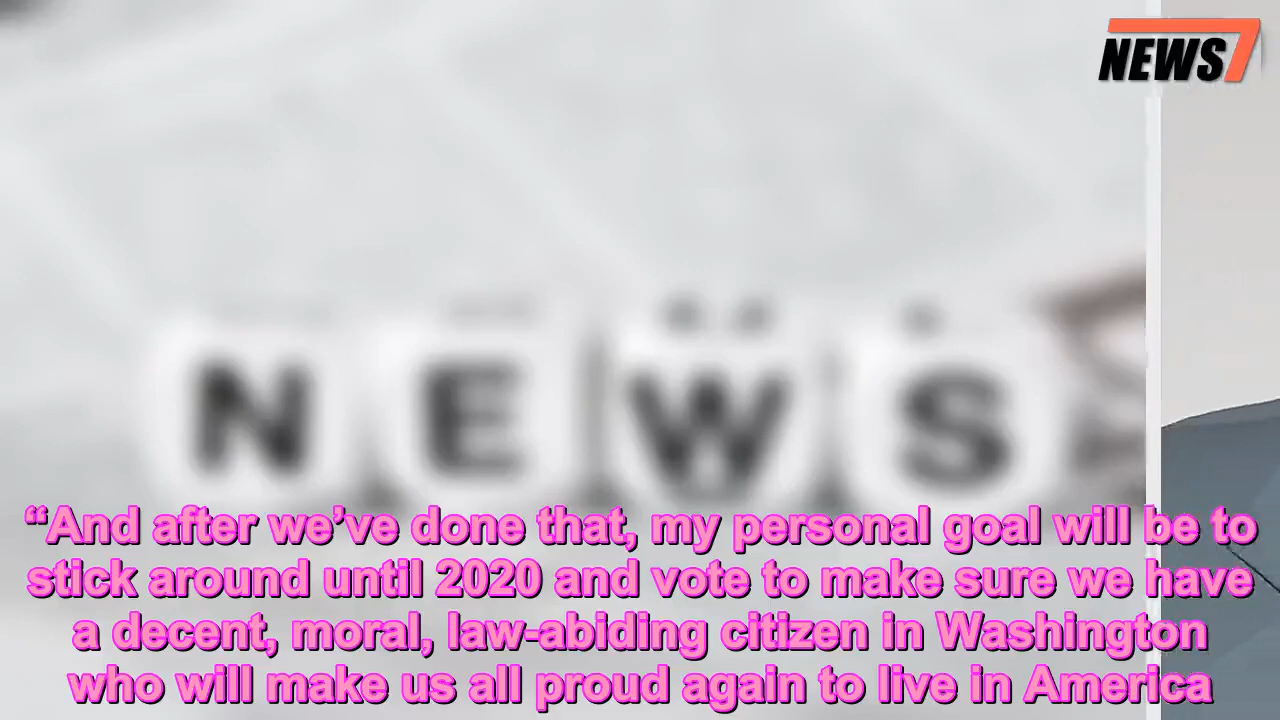 NEWS7
NEWS
“And after we’ve done that, my personal goal will be to
stick around until 2020 and vote to make sure we have
a decent, moral, law-abiding citizen in Washington
who will make us all proud again to live in America